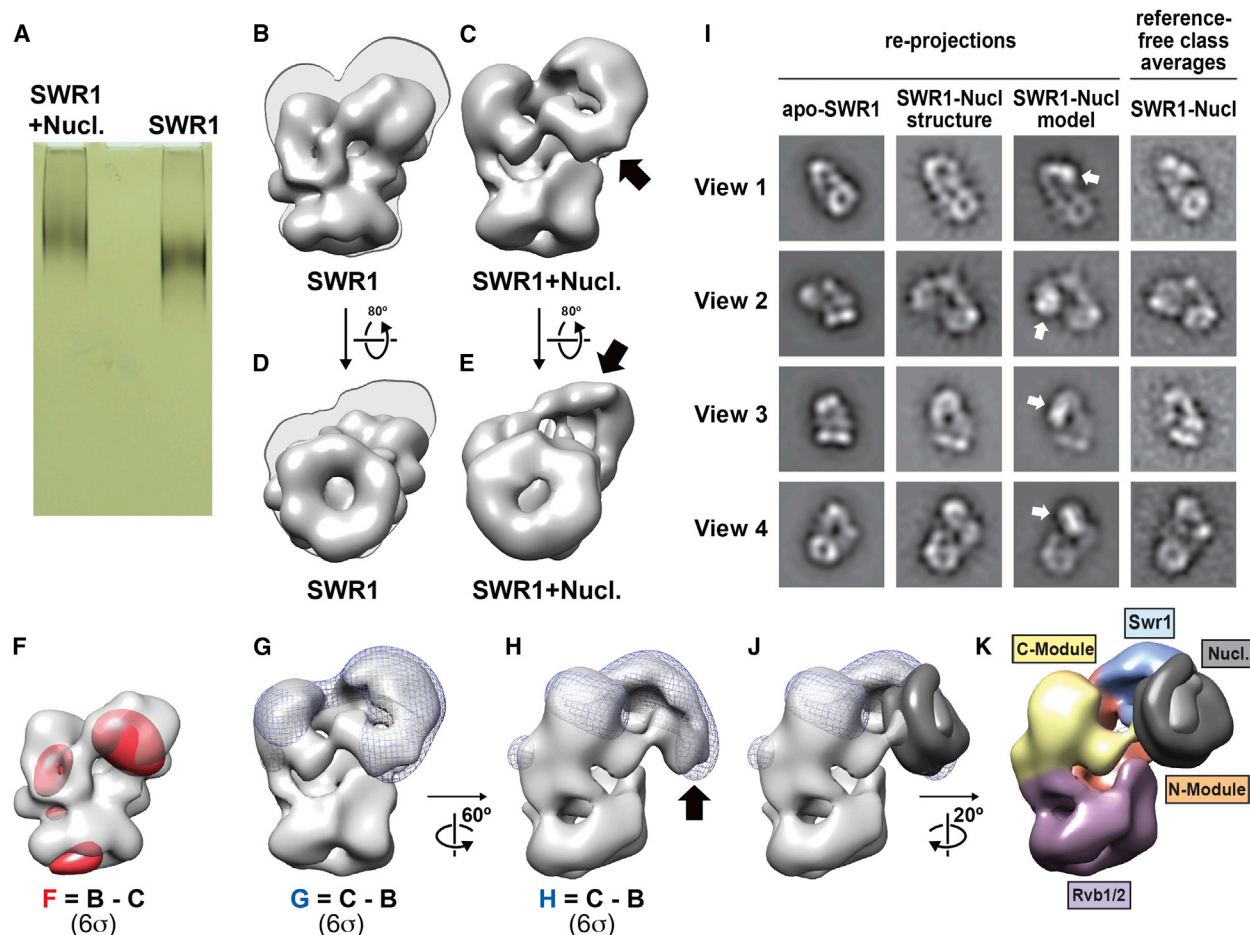 A
SWR1
+Nucl.
SWR1
B
C
SWR1
SWR1+Nucl.
80°
80°
D
E
SWR1
SWR1+Nucl.
I
re-projections
reference-
free class
averages
apo-SWR1
SWR1-Nucl
structure
SWR1-Nucl
model
SWR1-Nucl
View 1
View 2
View 3
View 4
F
F = B - C
(6σ)
G
G = C - B
(6σ)
60°
H
H = C - B
(6σ)
J
20°
K
C-Module
Swr1
Nucl.
N-Module
Rvb1/2